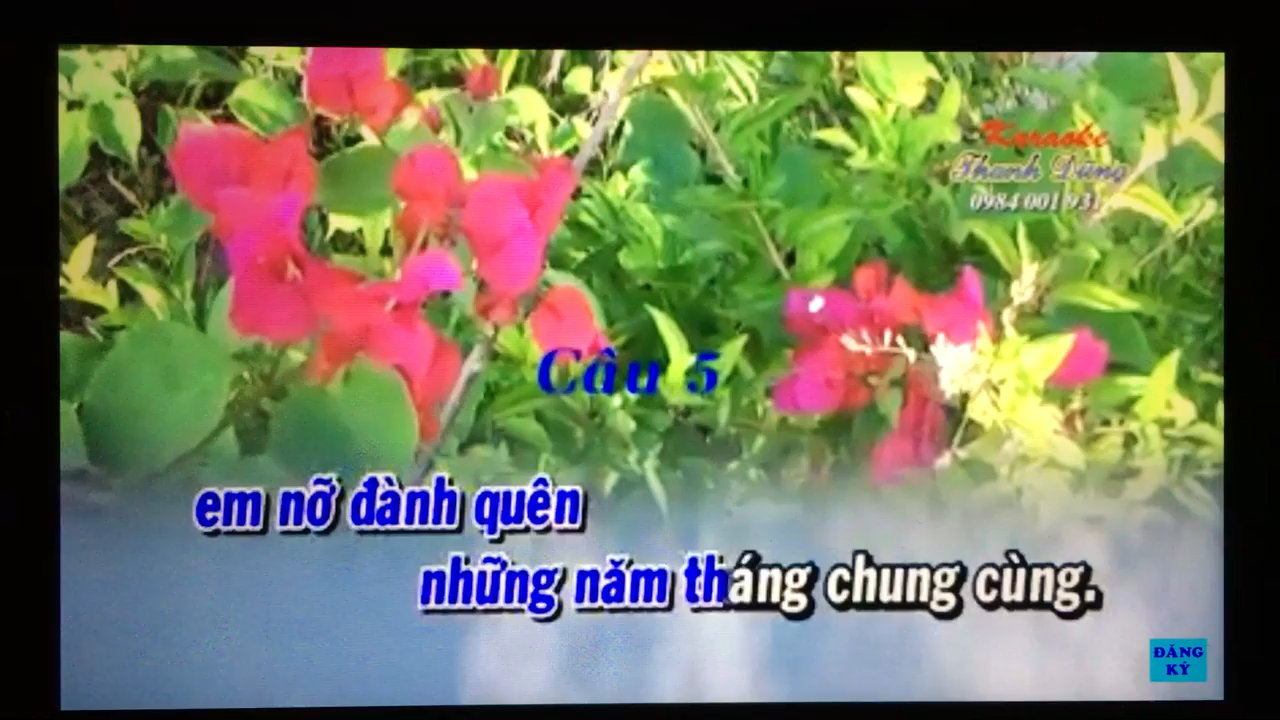 Karaoke
Thanh Dũng
0984 001 931
Câu 5
em nỡ đành quên
những năm tháng chung cùng.
ĐĂNG
KÝ